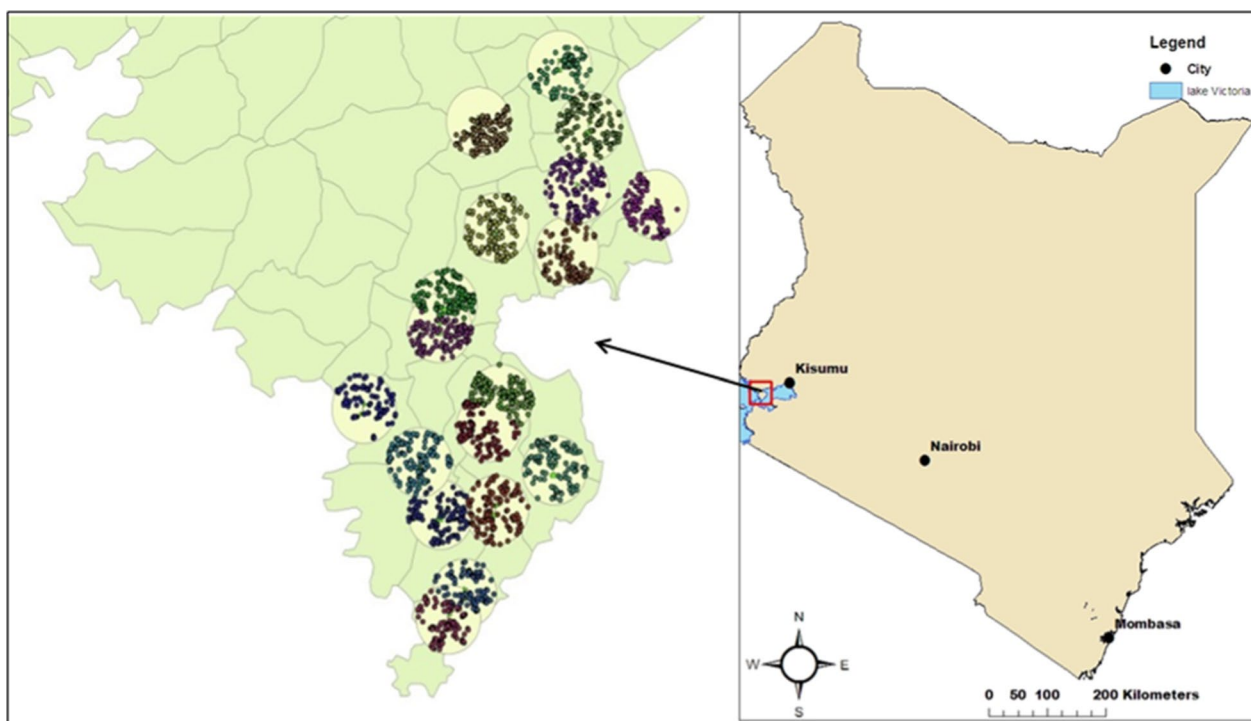 Legend
City
lake Victoria
Kisumu
Nairobi
Mombasa
N
W E
S
0 50 100 200 Kilometers